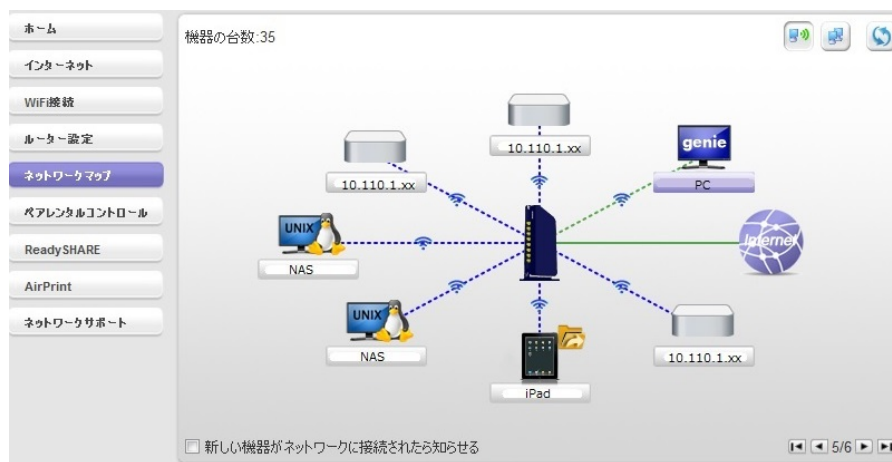 ホーム
インターネット
WiFi接続
ルーター設定
ネットワークマップ
ペアレンタルコントロール
ReadySHARE
AirPrint
ネットワークサポート
機器の台数:35
10.110.1.xx
10.110.1.xx
genie
PC
UNIX
NAS
Internet
UNIX
NAS
iPad
10.110.1.xx
新しい機器がネットワークに接続されたら知らせる
5/6